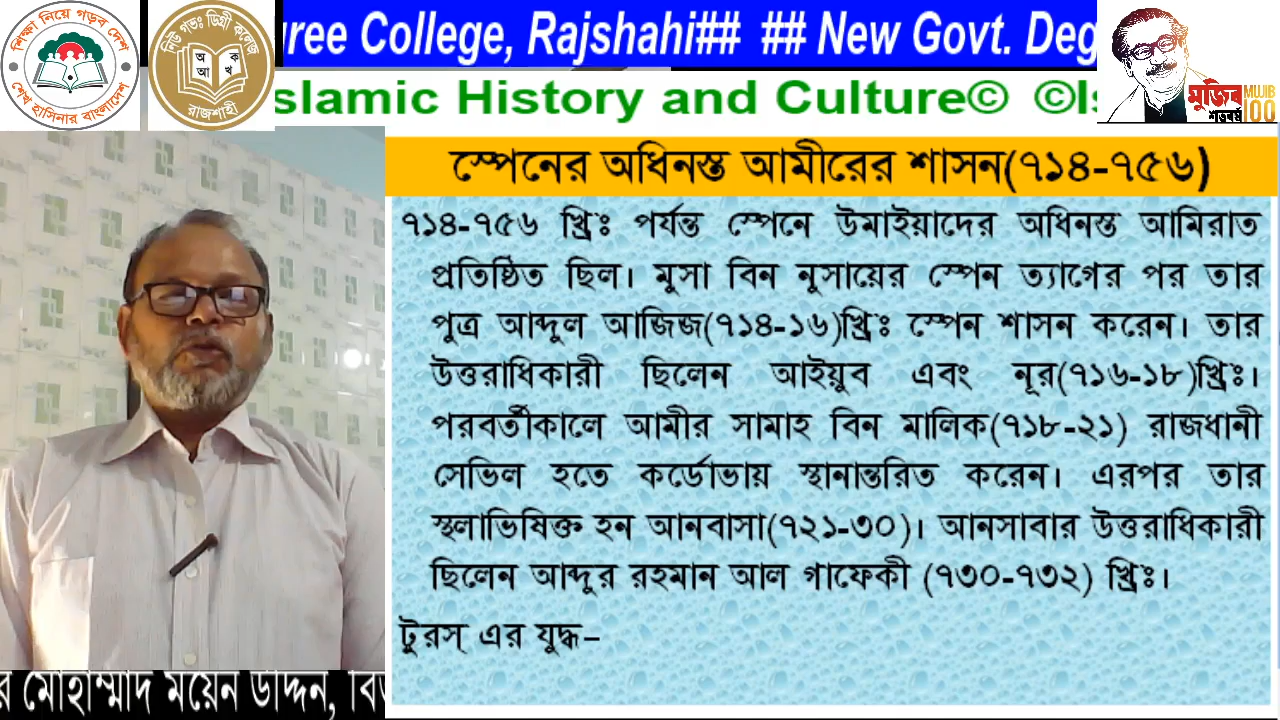 শিক্ষা নিয়ে গড়ব দেশ
শেখ হাসিনার বাংলাদেশ
নিউ গভঃ ডিগ্রী কলেজ
অ ক
আ খ
রাজশাহী
gree College, Rajshahi## ## New Govt. Deg
slamic History and Culture© ©Is
মুজিব
শতবর্ষ
MUJIB
100
স্পেনের অধিনস্ত আমীরের শাসন(৭১৪-৭৫৬)
৭১৪-৭৫৬ খ্রিঃ পর্যন্ত স্পেনে উমাইয়াদের অধিনস্ত আমিরাত
প্রতিষ্ঠিত ছিল। মুসা বিন নুসায়ের স্পেন ত্যাগের পর তার
পুত্র আব্দুল আজিজ(৭১৪-১৬)খ্রিঃ স্পেন শাসন করেন। তার
উত্তরাধিকারী ছিলেন আইয়ুব এবং নূর(৭১৬-১৮)খ্রিঃ।
পরবর্তীকালে আমীর সামাহ বিন মালিক(৭১৮-২১) রাজধানী
সেভিল হতে কর্ডোভায় স্থানান্তরিত করেন। এরপর তার
স্থলাভিষিক্ত হন আনবাসা(৭২১-৩০)। আনসাবার উত্তরাধিকারী
ছিলেন আব্দুর রহমান আল গাফেকী (৭৩০-৭৩২) খ্রিঃ।
টুরস্ এর যুদ্ধ–
র মোহাম্মাদ ময়েন উদ্দিন, বি